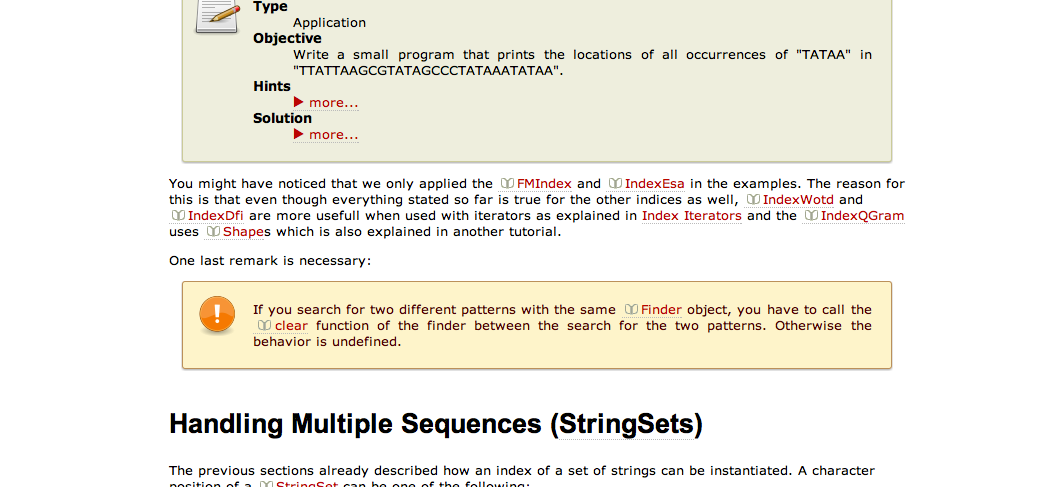 Type
Application
Objective
Write a small program that prints the locations of all occurrences of "TATAA" in
"TTATTAAGCGTATAGCCCTATAAATATAA".
Hints
more...
Solution
more...
You might have noticed that we only applied the FMIndex and IndexEsa in the examples. The reason for
this is that even though everything stated so far is true for the other indices as well, IndexWotd and
IndexDfi are more usefull when used with iterators as explained in Index Iterators and the IndexQGram
uses Shapes which is also explained in another tutorial.
One last remark is necessary:
If you search for two different patterns with the same Finder object, you have to call the
clear function of the finder between the search for the two patterns. Otherwise the
behavior is undefined.
Handling Multiple Sequences (StringSets)
The previous sections already described how an index of a set of strings can be instantiated. A character
position of a StringSet can be one of the following: